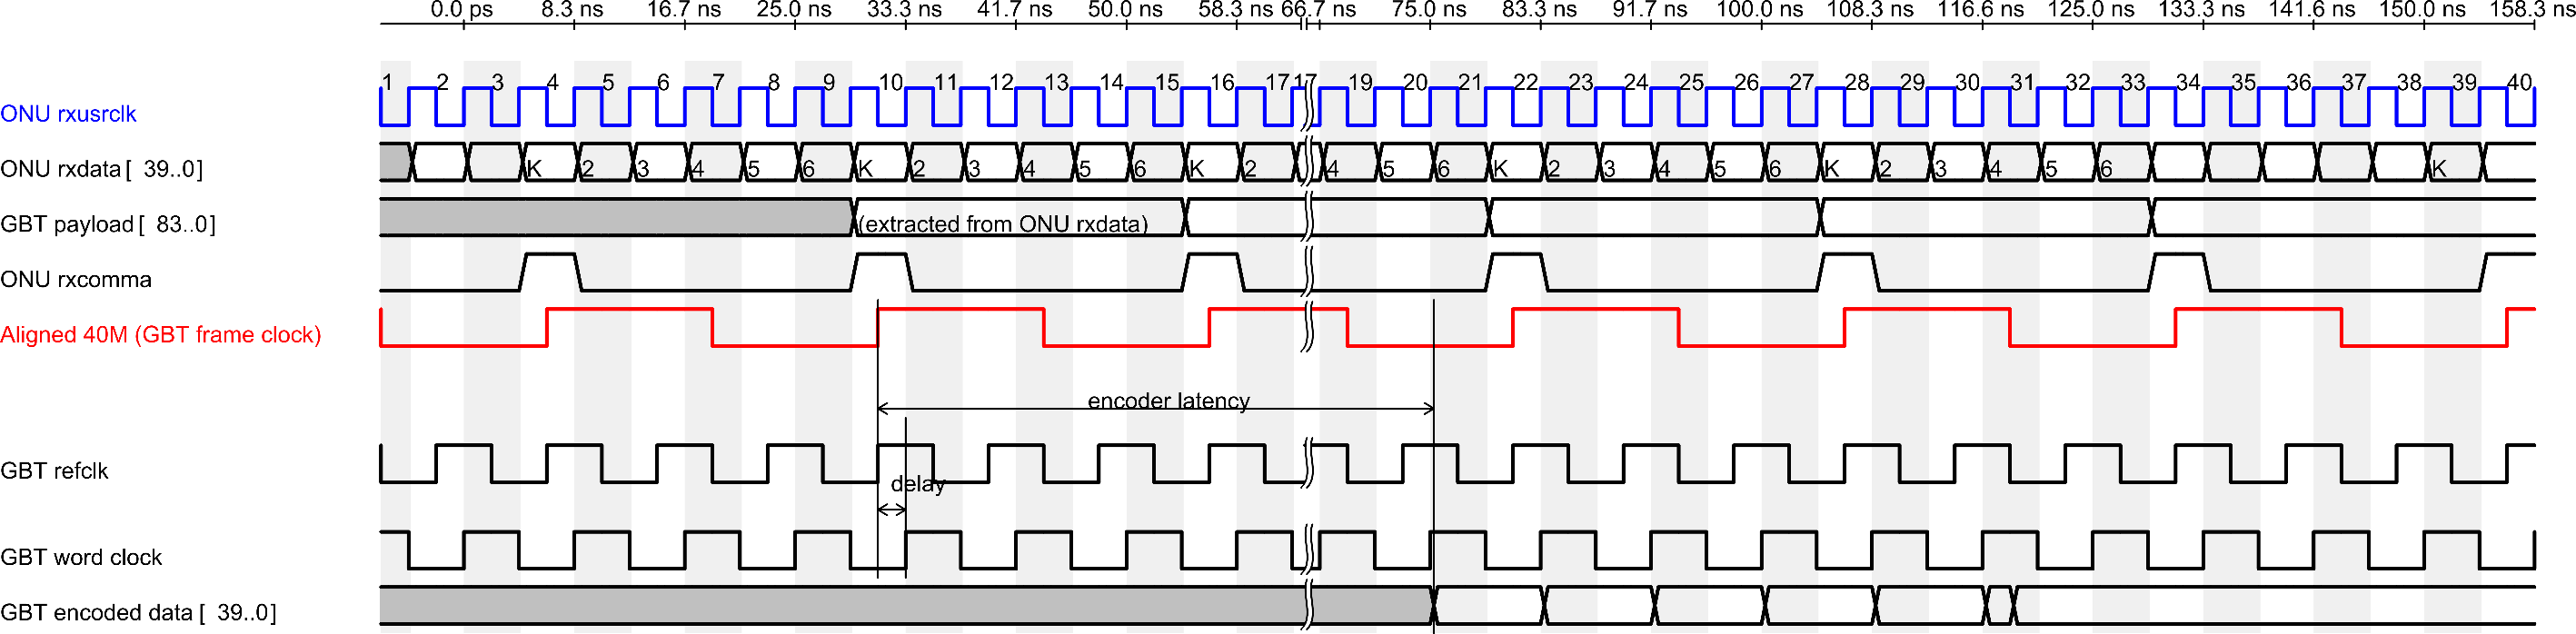 0.0 ps 8.3 ns 16.7 ns 25.0 ns 33.3 ns 41.7 ns 50.0 ns 58.3 ns 66.7 ns 75.0 ns 83.3 ns 91.7 ns 100.0 ns 108.3 ns 116.6 ns 125.0 ns 133.3 ns 141.6 ns 150.0 ns 158.3 ns
1 2 3 4 5 6 7 8 9 10 11 12 13 14 15 16 17 17 19 20 21 22 23 24 25 26 27 28 29 30 31 32 33 34 35 36 37 38 39 40
ONU rxusrclk
ONU rxdata [ 39..0] K 2 3 4 5 6 K 2 3 4 5 6 K 2 4 5 6 K 2 3 4 5 6 K 2 3 4 5 6 K
GBT payload [ 83..0] (extracted from ONU rxdata)
ONU rxcomma
Aligned 40M (GBT frame clock)
encoder latency
GBT refclk
delay
GBT word clock
GBT encoded data [ 39..0]